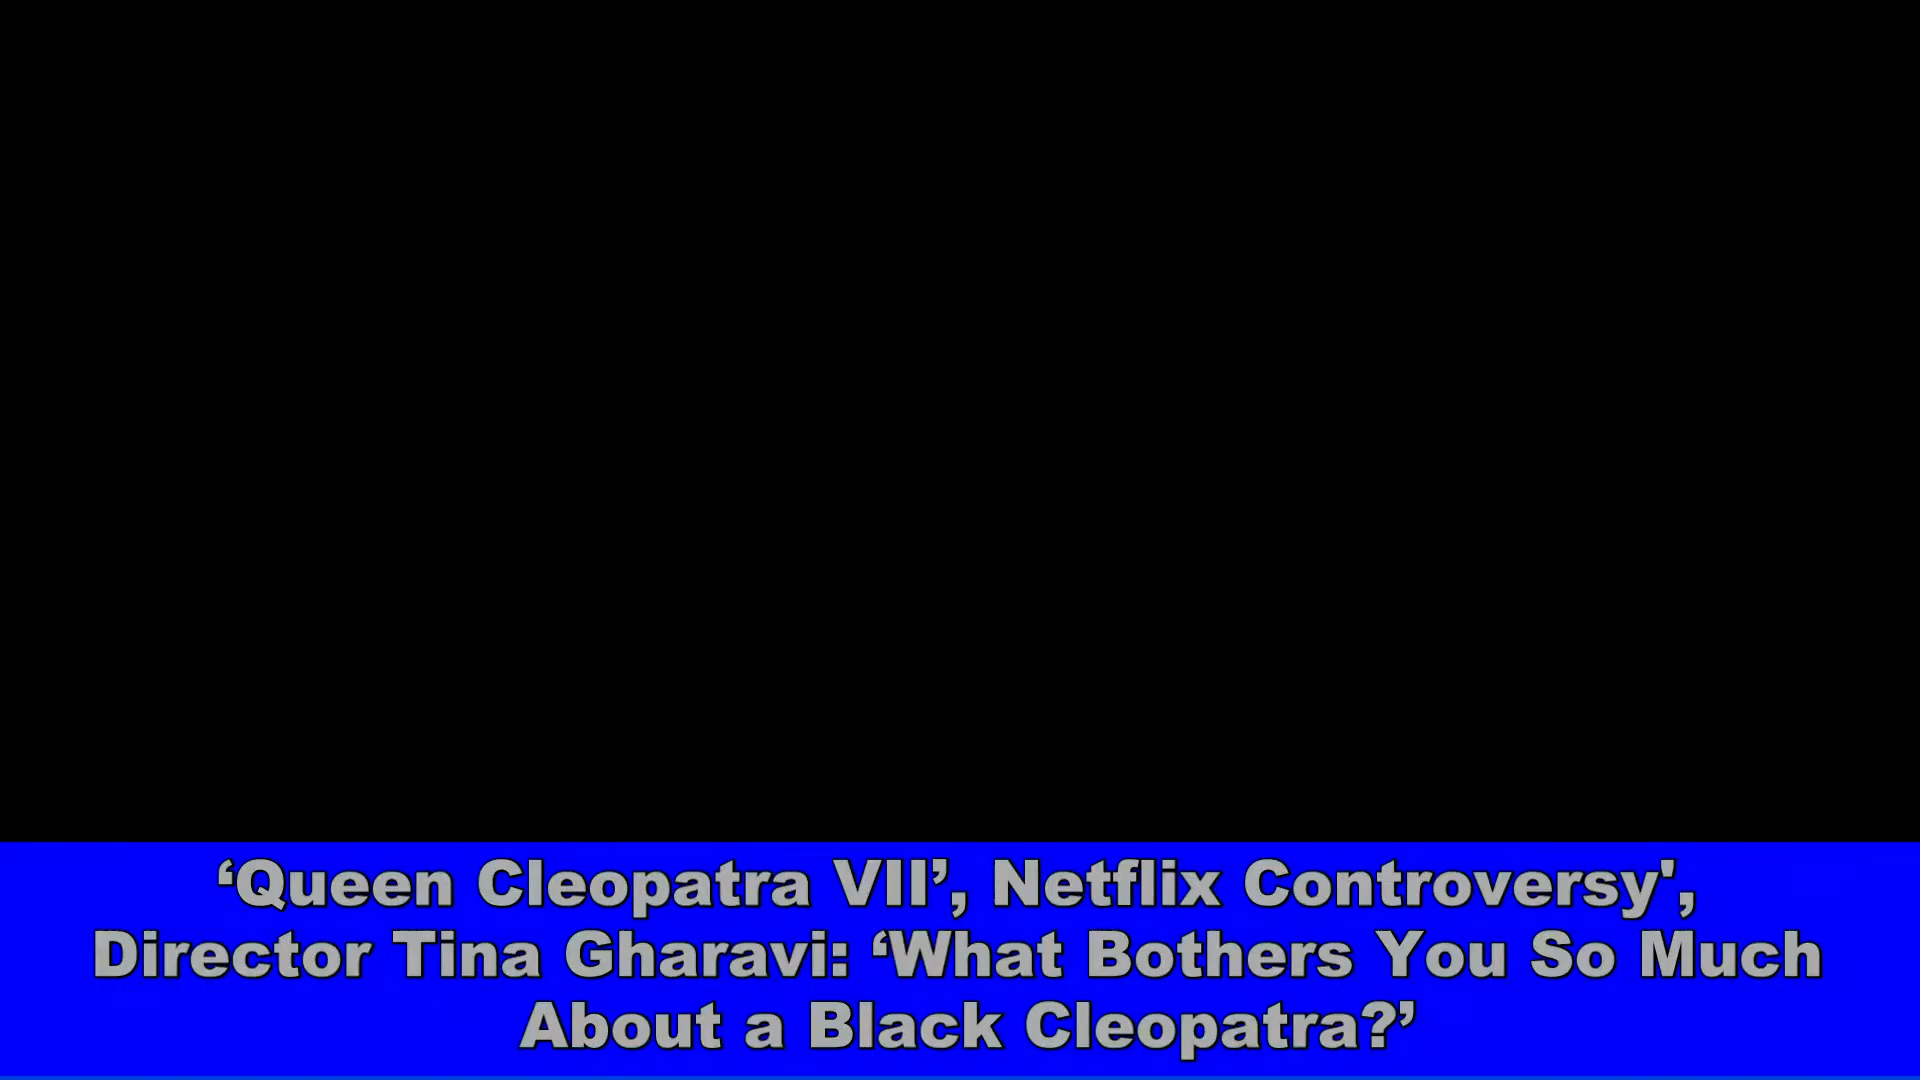 ‘Queen Cleopatra VII’, Netflix Controversy',
Director Tina Gharavi: ‘What Bothers You So Much
About a Black Cleopatra?’